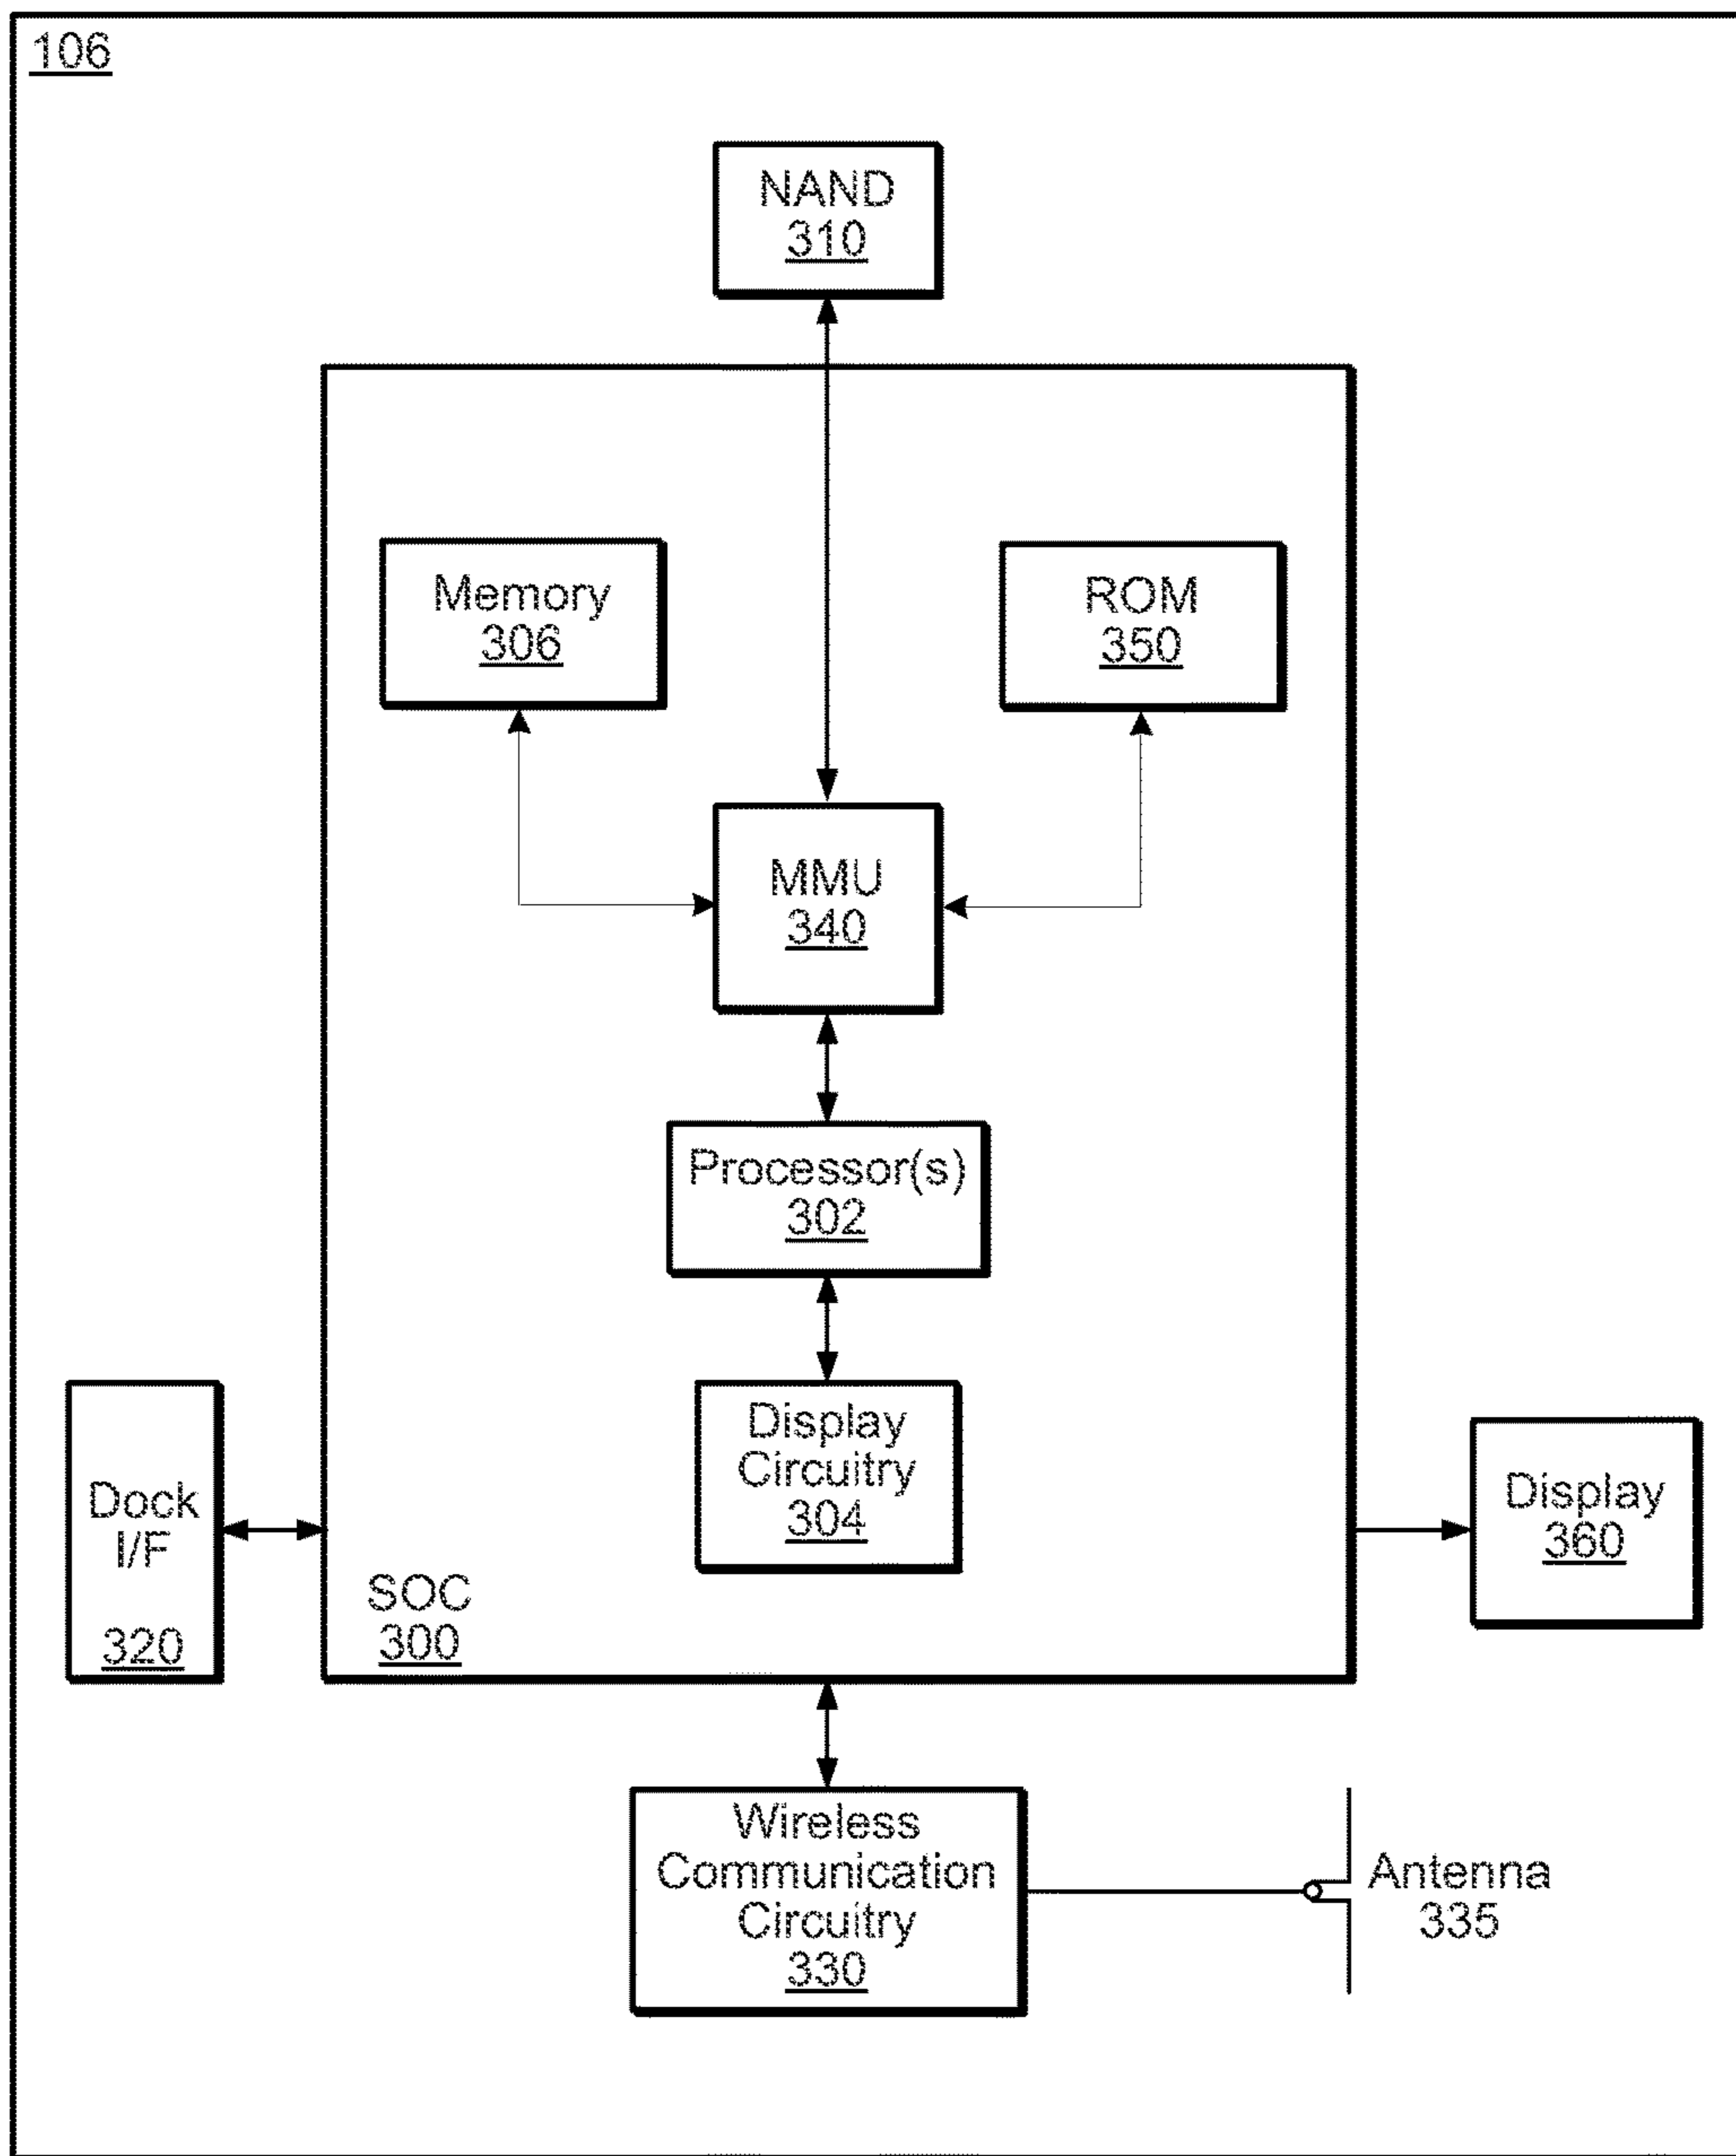 106
NAND
310
Memory
306
ROM
350
MMU
340
Processor(s)
302
Display
Circuitry
304
Dock
I/F
320
SOC
300
Display
360
Wireless
Communication
Circuitry
330
Antenna
335